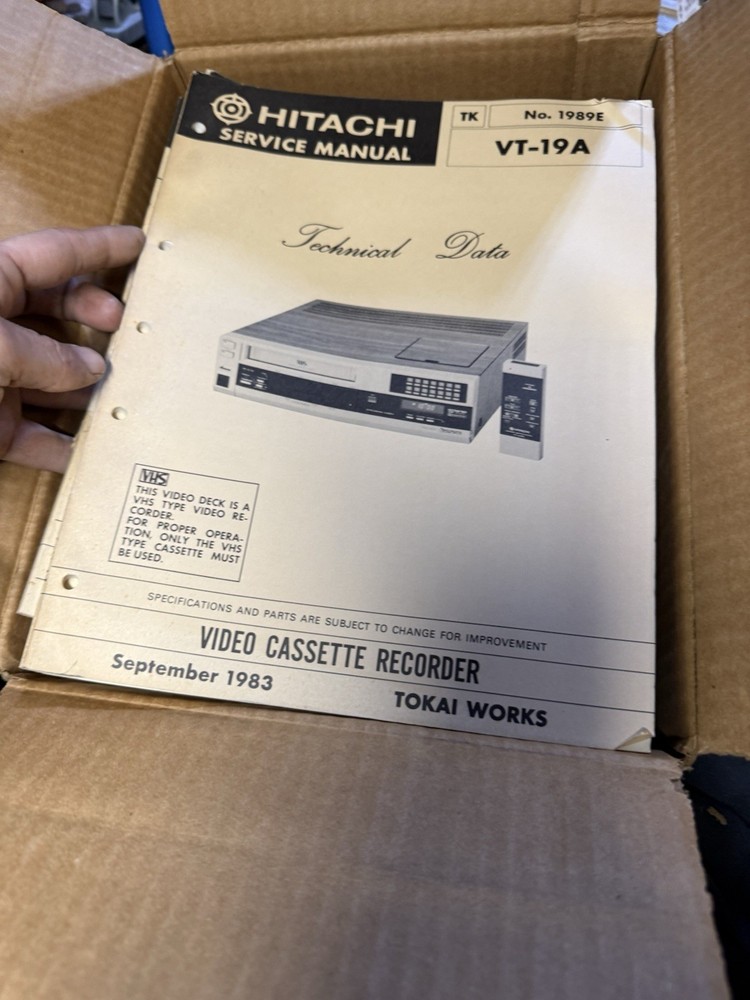 HITACHI
SERVICE MANUAL
TK
No. 1989E
VT-19A
Technical Data
VHS
THIS VIDEO DECK IS A
VHS TYPE VIDEO RE-
CORDER.
FOR PROPER OPERA-
TION, ONLY THE VHS
TYPE CASSETTE MUST
BE USED.
SPECIFICATIONS AND PARTS ARE SUBJECT TO CHANGE FOR IMPROVEMENT
VIDEO CASSETTE RECORDER
September 1983
TOKAI WORKS